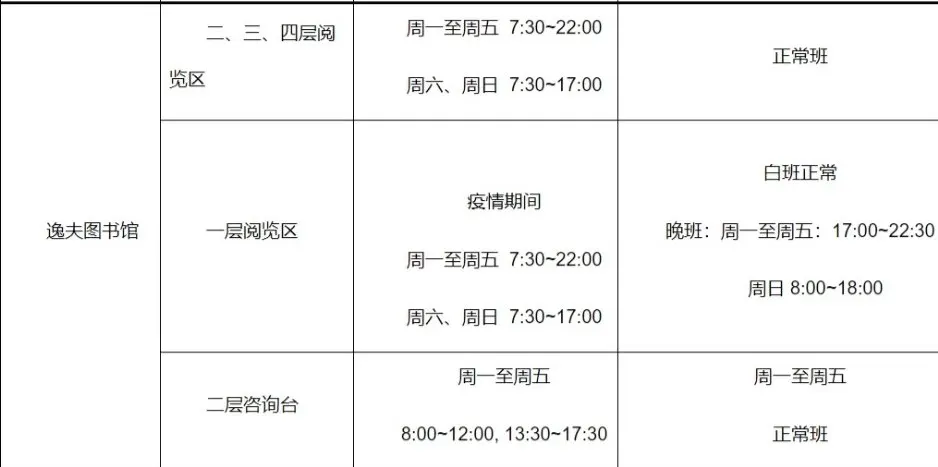 二、三、四层阅
览区
周一至周五 7:30~22:00
周六、周日 7:30~17:00
正常班
逸夫图书馆
一层阅览区
疫情期间
周一至周五 7:30~22:00
周六、周日 7:30~17:00
白班正常
晚班：周一至周五：17:00~22:30
周日 8:00~18:00
二层咨询台
周一至周五
8:00~12:00, 13:30~17:30
周一至周五
正常班